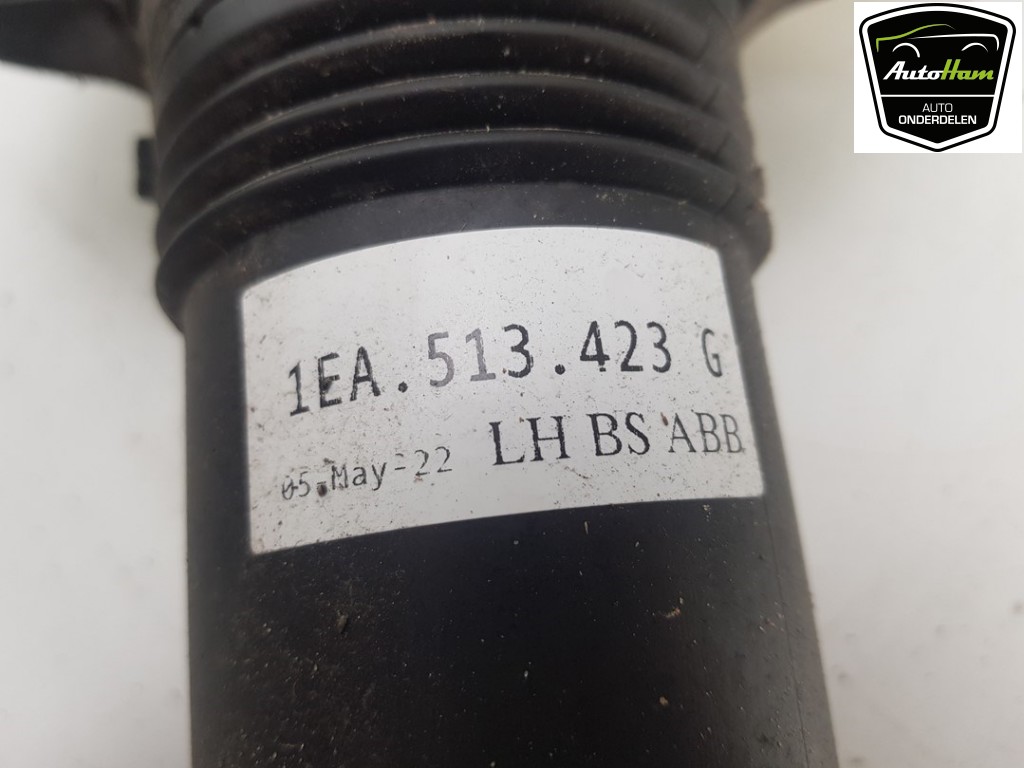 AutoHam
AUTO
ONDERDELEN
1EA.513.423 G
05-May-22 LH BS ABB